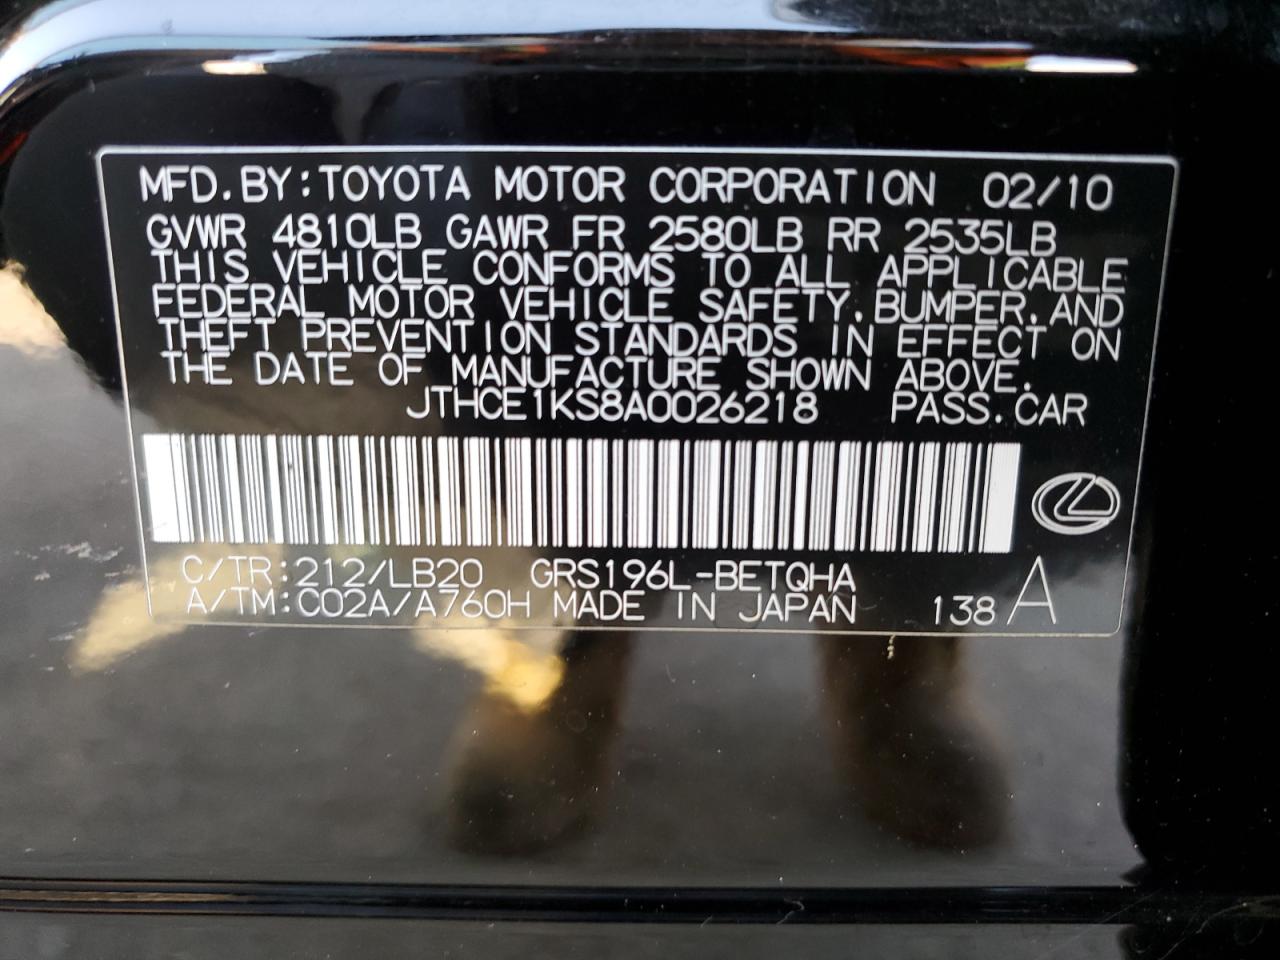 MFD.BY:TOYOTA MOTOR CORPORATION 02/10
GVWR 4810LB GAWR FR 2580LB RR 2535LB
THIS VEHICLE CONFORMS TO ALL APPLICABLE
FEDERAL MOTOR VEHICLE SAFETY, BUMPER, AND
THEFT PREVENTION STANDARDS IN EFFECT ON
THE DATE OF MANUFACTURE SHOWN ABOVE.
JTHCE1KS8A0026218 PASS.CAR
C/TR:212/LB20 GRS196L-BETQHA
A/TM:C02A/A760H MADE IN JAPAN 138 A